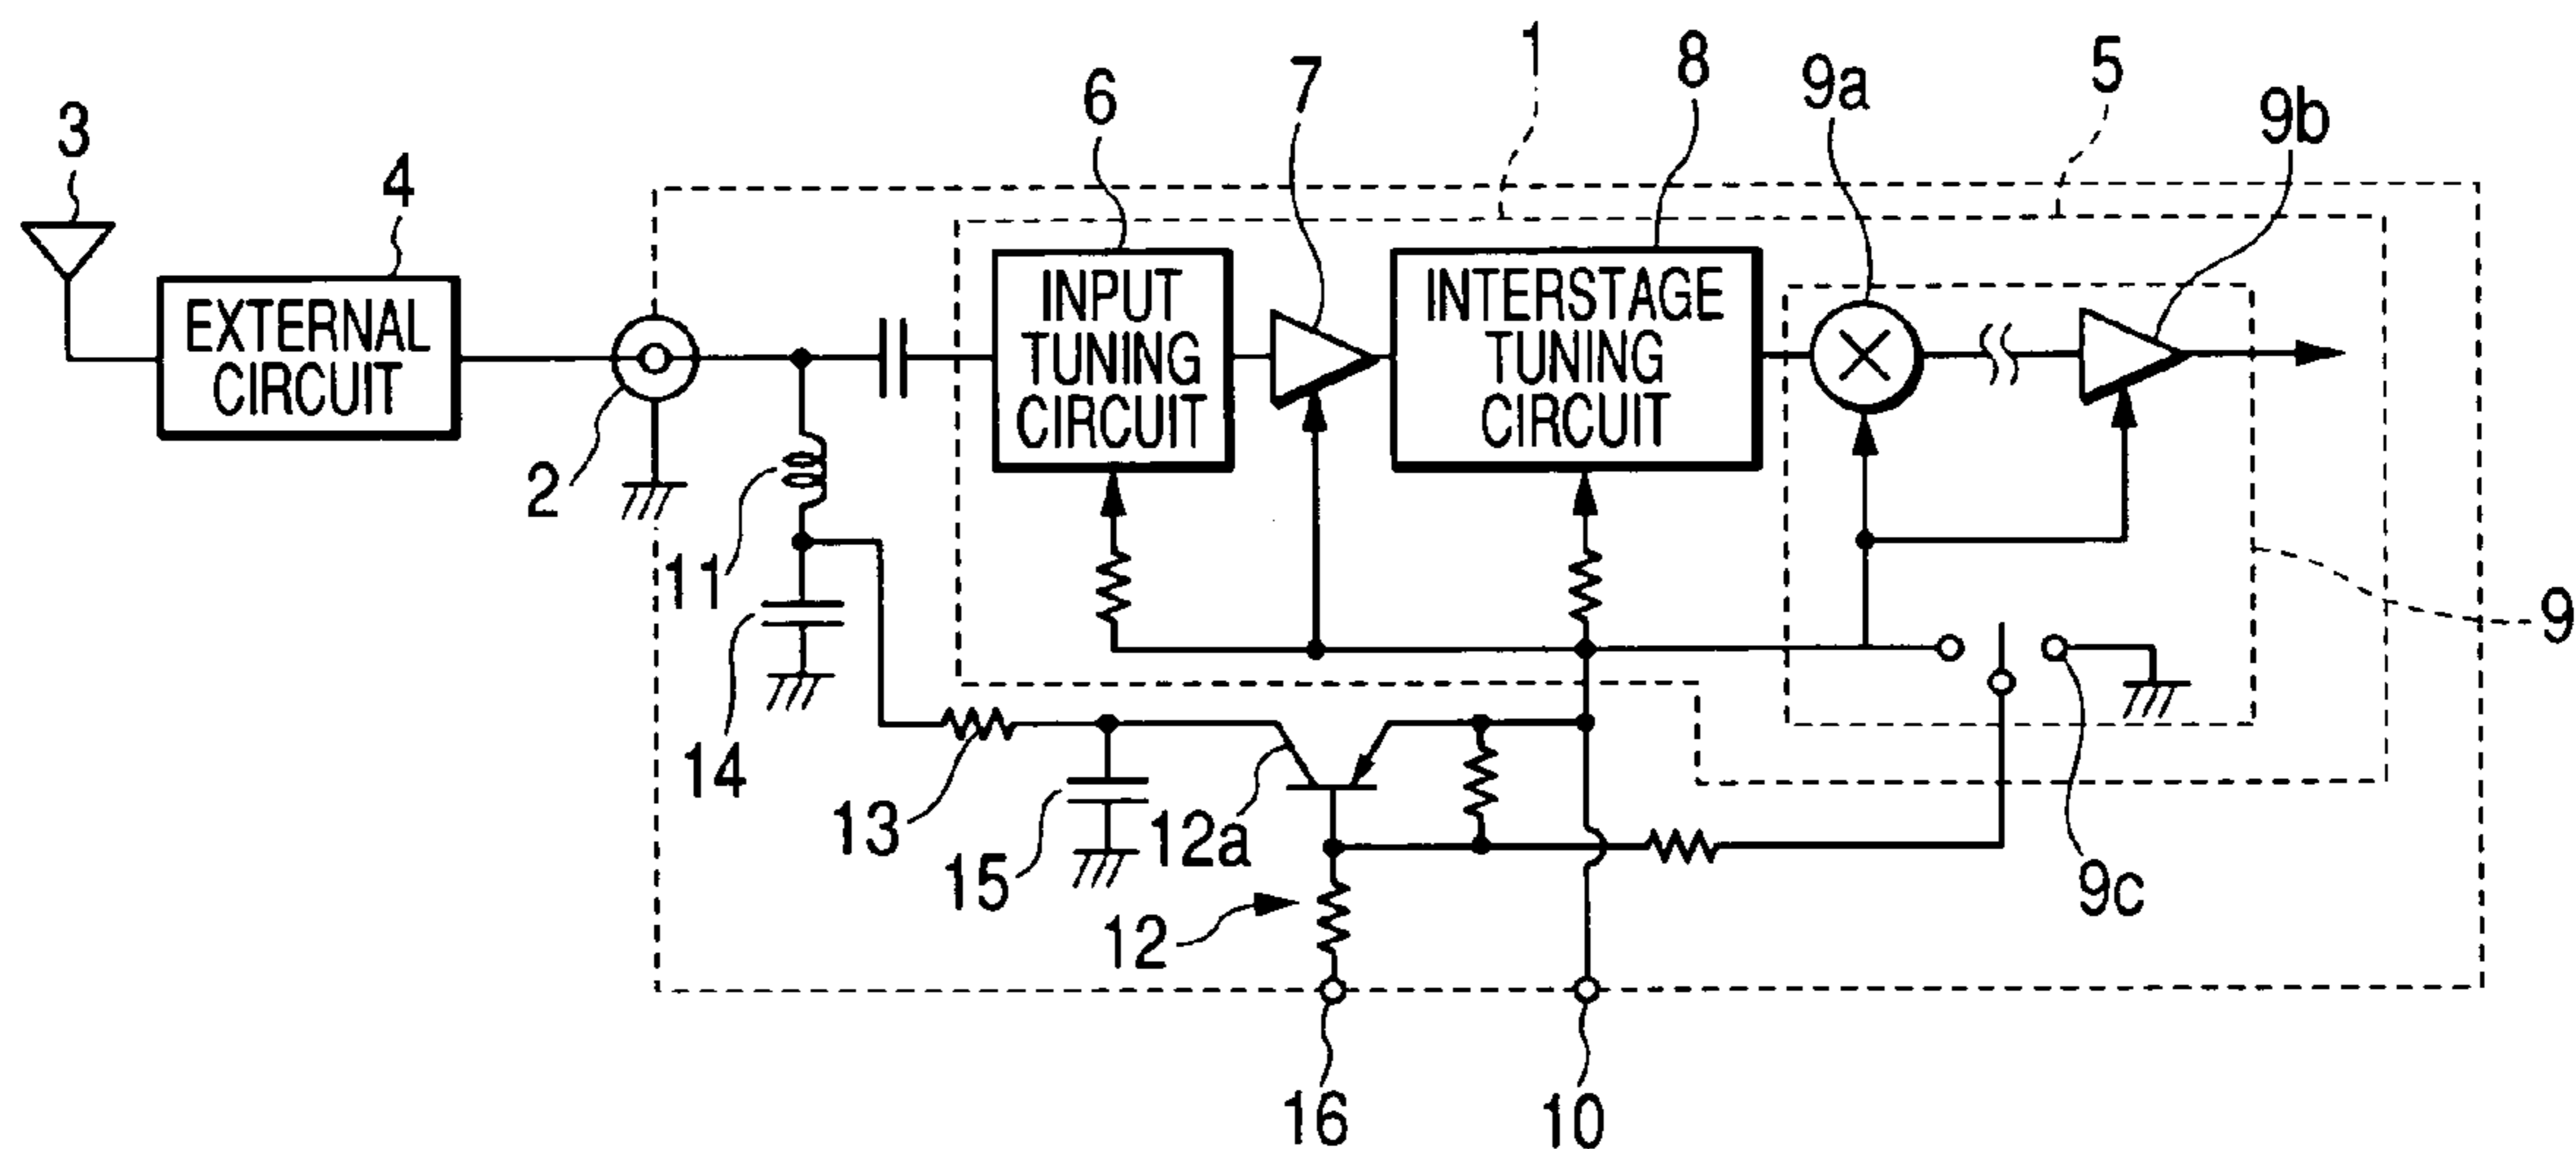 1
8
5
9a
7
6
9b
3
4
EXTERNAL
CIRCUIT
INPUT
TUNING
CIRCUIT
INTERSTAGE
TUNING
CIRCUIT
2
11
9
14
13
12a
15
9c
12
16
10